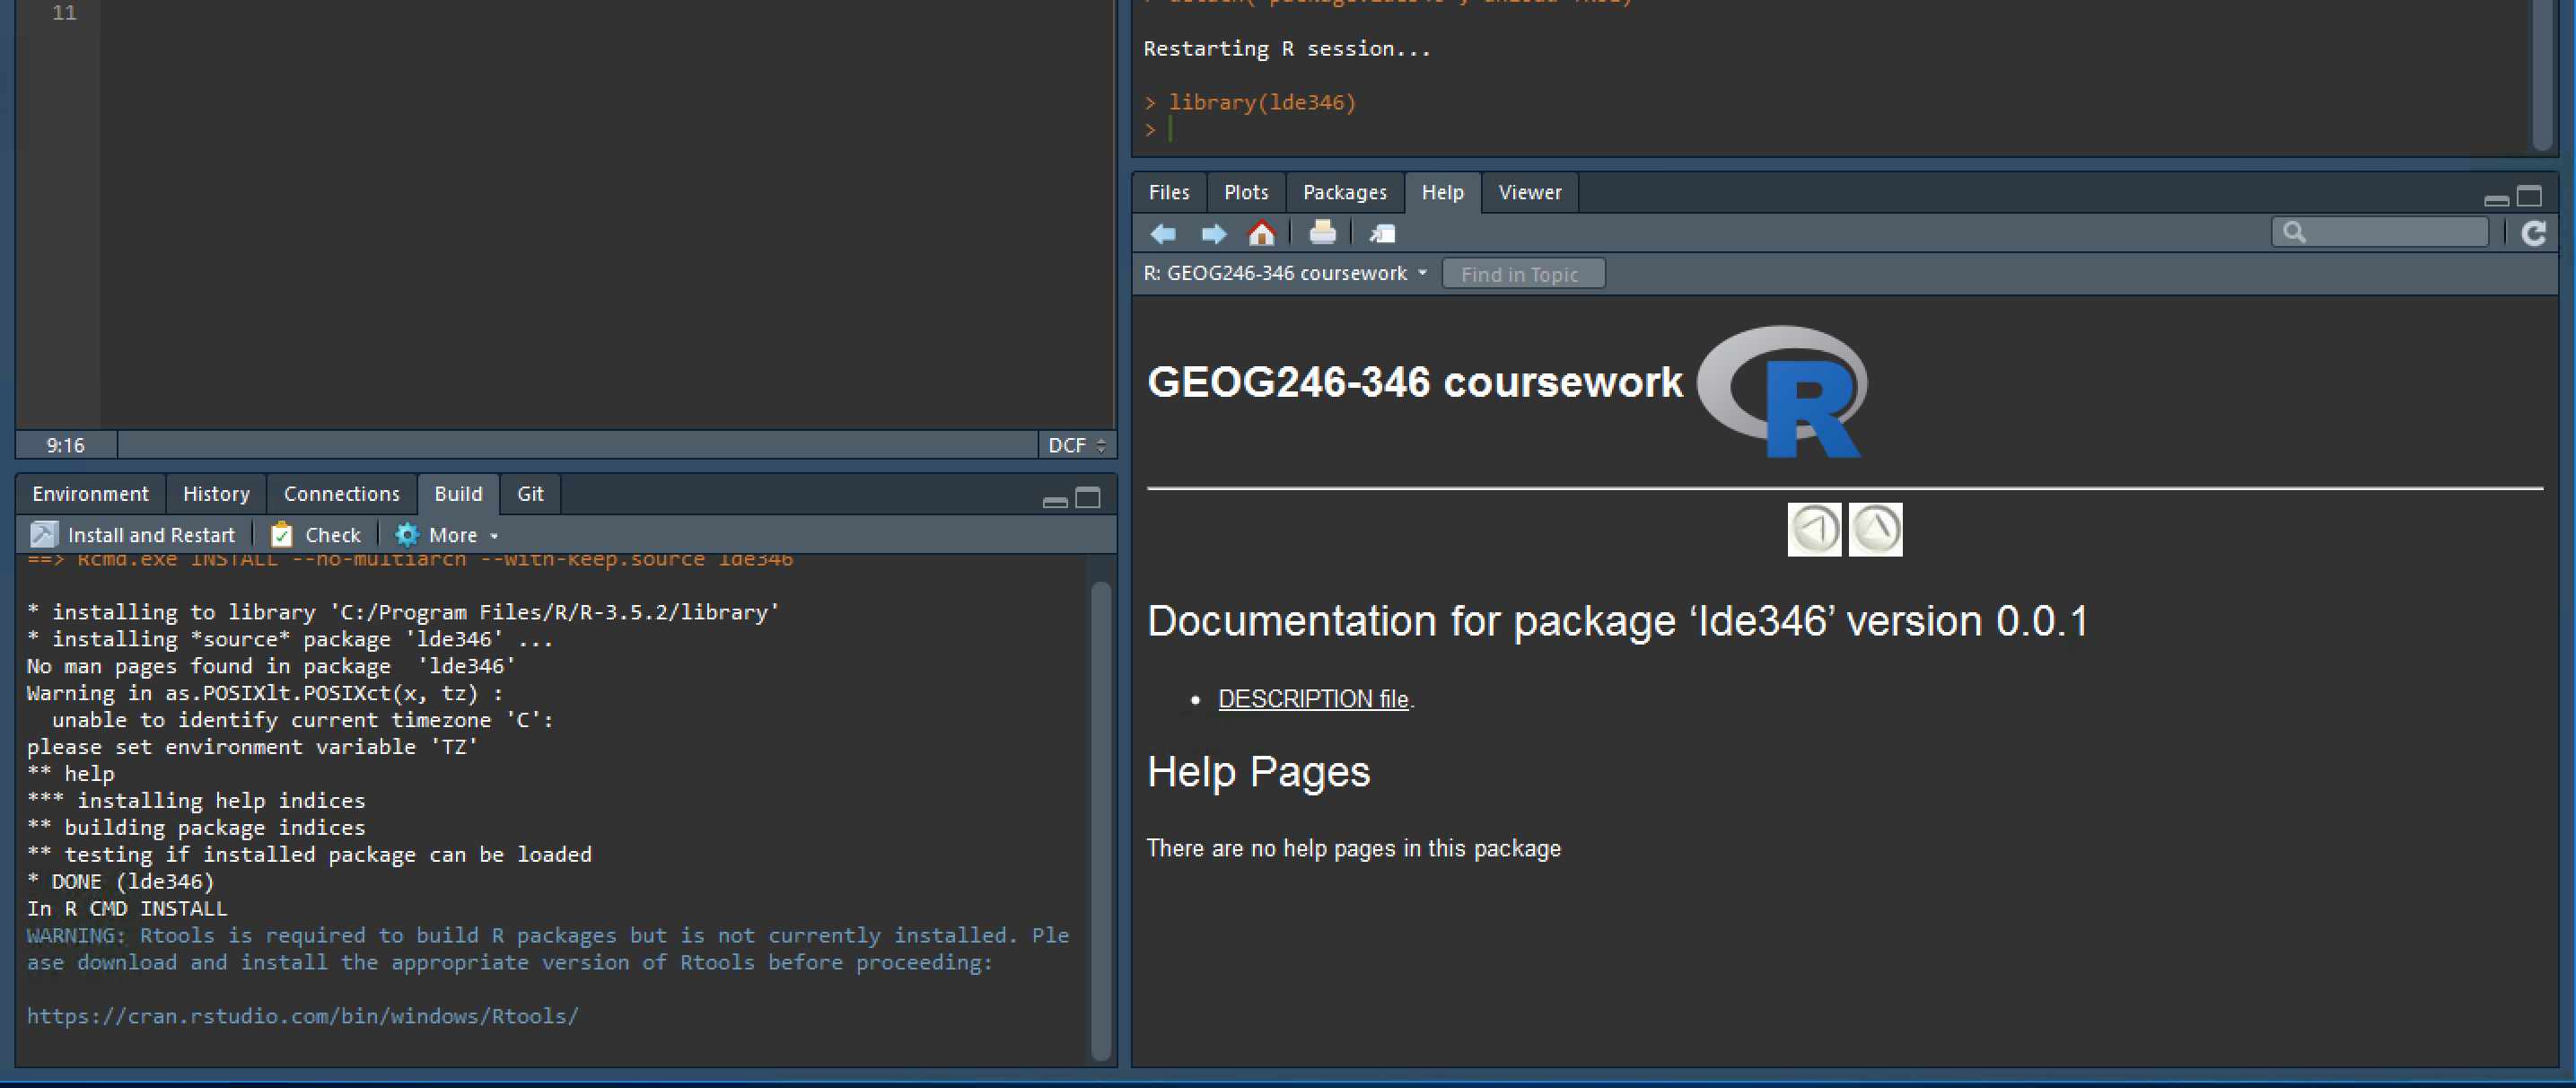 11
9:16
DCF
Environment History Connections Build Git
Install and Restart Check More
==> Rcmd.exe INSTALL --no-multiarch --with-keep.source lde346
* installing to library 'C:/Program Files/R/R-3.5.2/library'
* installing *source* package 'lde346' ...
No man pages found in package  'lde346'
Warning in as.POSIXlt.POSIXct(x, tz) :
  unable to identify current timezone 'C':
please set environment variable 'TZ'
** help
*** installing help indices
** building package indices
** testing if installed package can be loaded
* DONE (lde346)
In R CMD INSTALL
WARNING: Rtools is required to build R packages but is not currently installed. Ple
ase download and install the appropriate version of Rtools before proceeding:
https://cran.rstudio.com/bin/windows/Rtools/
Restarting R session...
> library(lde346)
>
Files Plots Packages Help Viewer
R: GEOG246-346 coursework Find in Topic
GEOG246-346 coursework R
Documentation for package ‘lde346’ version 0.0.1
• DESCRIPTION file.
Help Pages
There are no help pages in this package